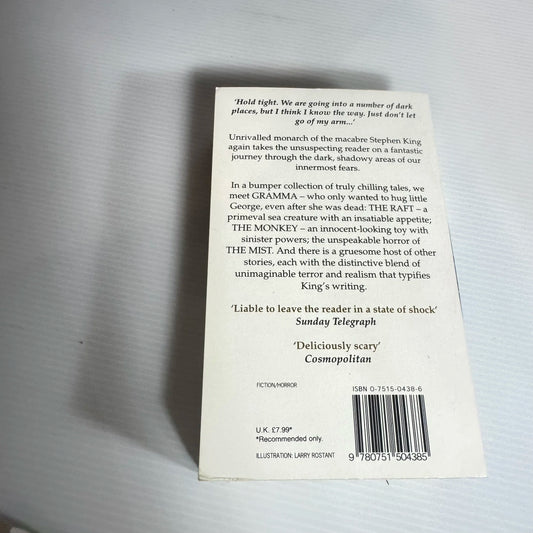 'Hold tight. We are going into a number of dark
places, but I think I know the way. Just don't let
go of my arm...'
Unrivalled monarch of the macabre Stephen King
again takes the unsuspecting reader on a fantastic
journey through the dark, shadowy areas of our
innermost fears.
In a bumper collection of truly chilling tales, we
meet GRAMMA – who only wanted to hug little
George, even after she was dead: THE RAFT – a
primeval sea creature with an insatiable appetite;
THE MONKEY – an innocent-looking toy with
sinister powers; the unspeakable horror of
THE MIST. And there is a gruesome host of other
stories, each with the distinctive blend of
unimaginable terror and realism that typifies
King's writing.
'Liable to leave the reader in a state of shock'
Sunday Telegraph
'Deliciously scary'
Cosmopolitan
FICTION/HORROR
ISBN 0-7515-0438-6
U.K. £7.99*
*Recommended only.
ILLUSTRATION: LARRY ROSTANT
9 780751 504385